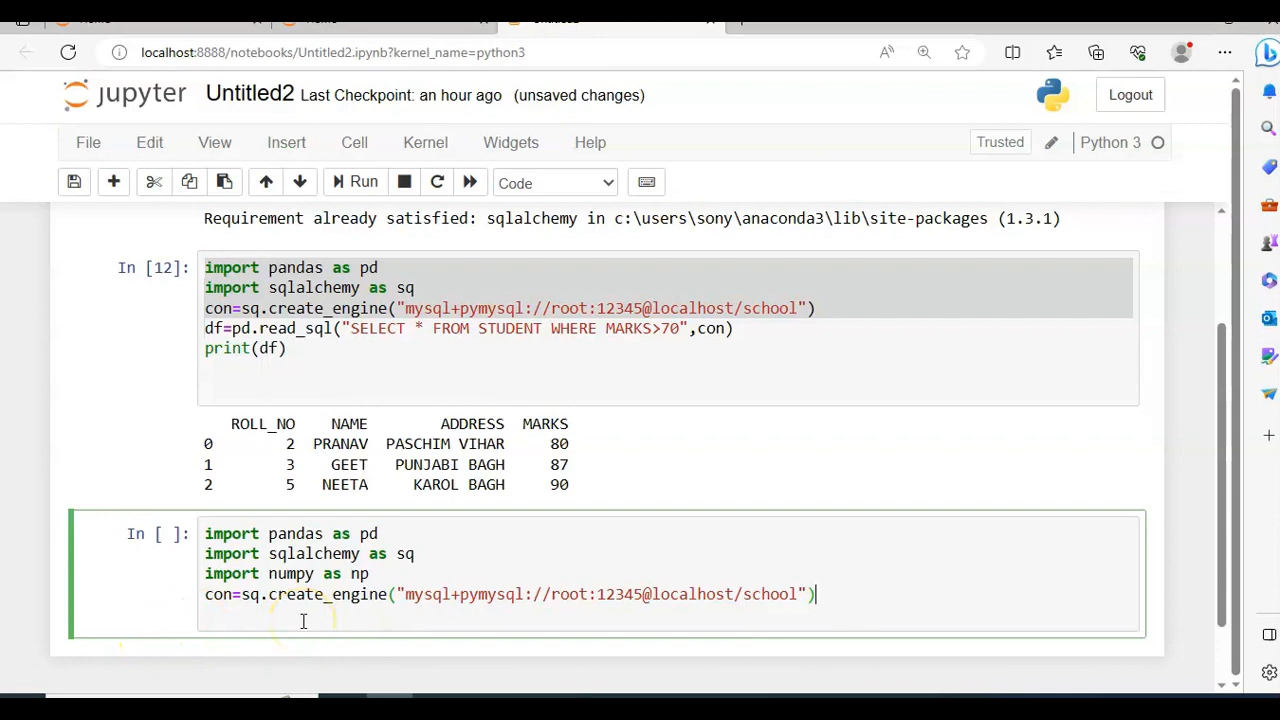 localhost:8888/notebooks/Untitled2.ipynb?kernel_name=python3
jupyter Untitled2 Last Checkpoint: an hour ago (unsaved changes) Logout
File Edit View Insert Cell Kernel Widgets Help Trusted Python 3
Run Code
Requirement already satisfied: sqlalchemy in c:\users\sony\anaconda3\lib\site-packages (1.3.1)
In [12]: import pandas as pd
import sqlalchemy as sq
con=sq.create_engine("mysql+pymysql://root:12345@localhost/school")
df=pd.read_sql("SELECT * FROM STUDENT WHERE MARKS>70",con)
print(df)
ROLL_NO NAME ADDRESS MARKS
0 2 PRANAV PASCHIM VIHAR 80
1 3 GEET PUNJABI BAGH 87
2 5 NEETA KAROL BAGH 90
In [ ]: import pandas as pd
import sqlalchemy as sq
import numpy as np
con=sq.create_engine("mysql+pymysql://root:12345@localhost/school")